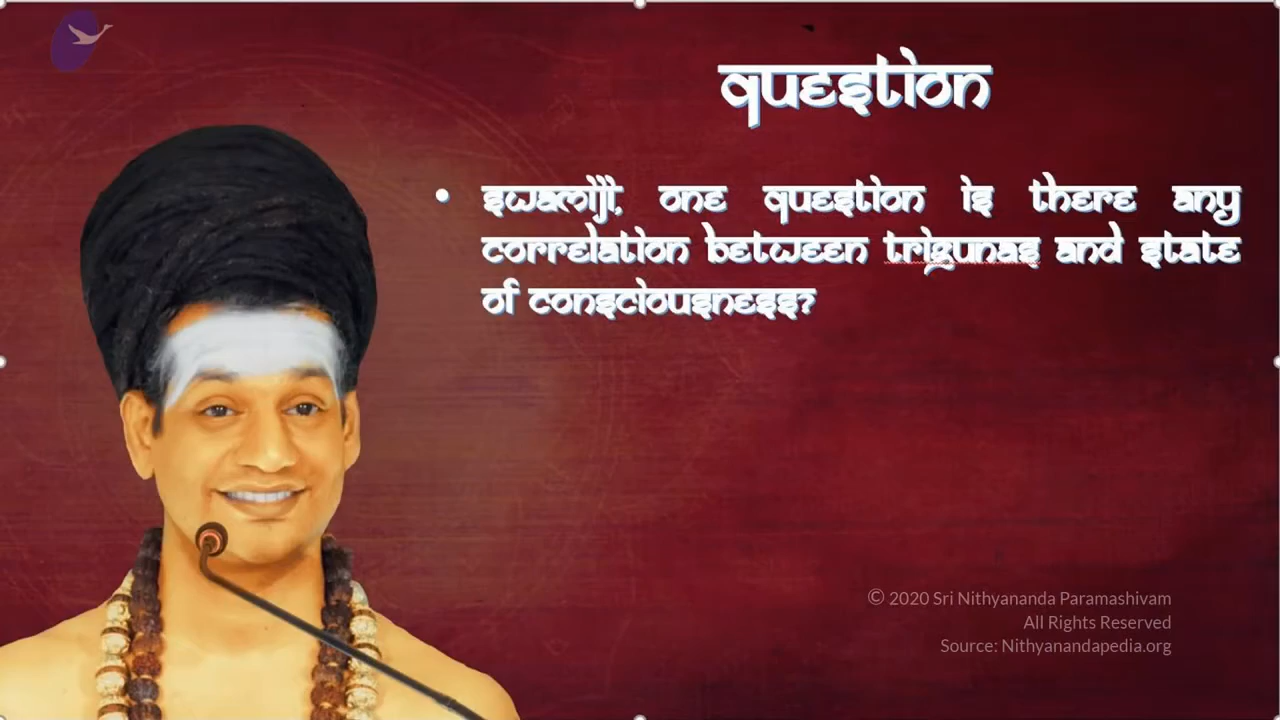 question
• swamiji, one question is there any
correlation between trigunas and state
of consciousness?
© 2020 Sri Nithyananda Paramashivam
All Rights Reserved
Source: Nithyanandapedia.org